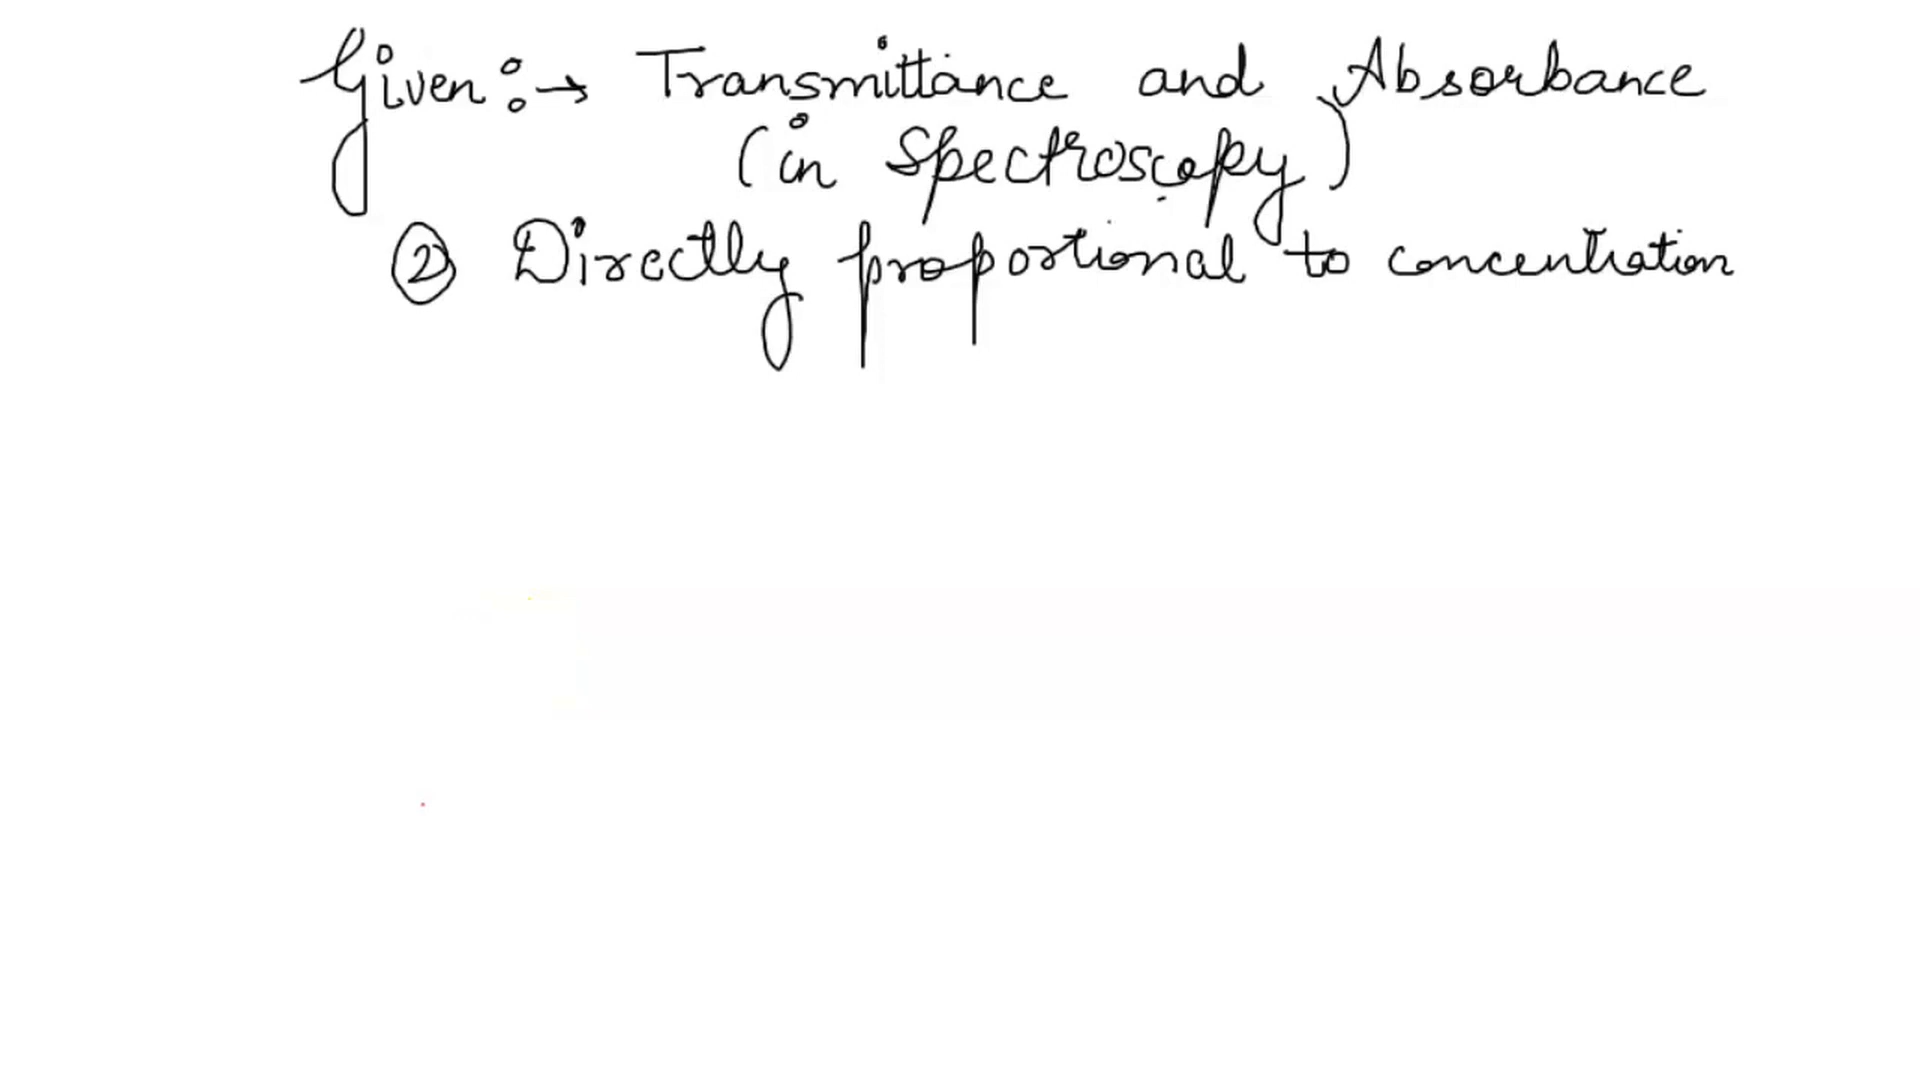 Given :→ Transmittance and Absorbance
(in Spectroscopy)
② Directly proportional to concentration